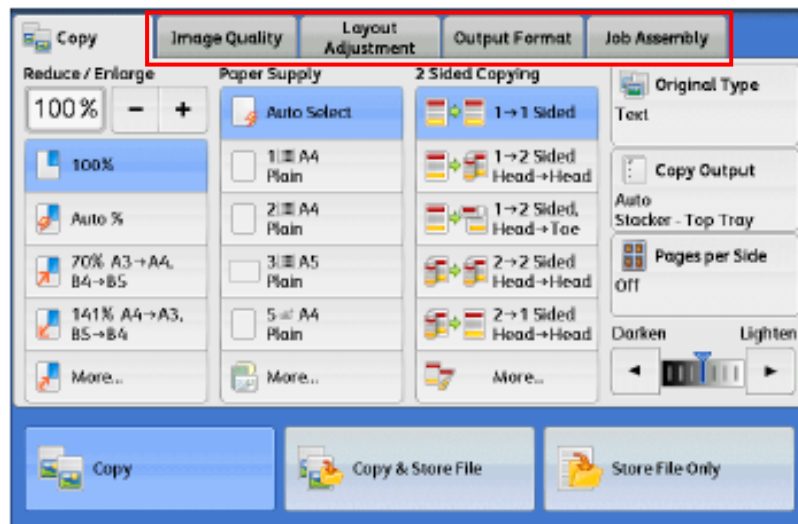 Copy
Image Quality
Layout
Adjustment
Output Format
Job Assembly
Reduce / Enlarge
100%
-
+
100%
Auto %
70% A3→A4,
B4→B5
141% A4→A3,
B5→B4
More...
Paper Supply
Auto Select
1 A4
Plain
2 A4
Plain
3 A5
Plain
5 A4
Plain
More...
2 Sided Copying
1→1 Sided
1→2 Sided
Head→Head
1→2 Sided,
Head→Toe
2→2 Sided
Head→Head
2→1 Sided
Head→Head
More...
Original Type
Text
Copy Output
Auto
Stacker - Top Tray
Pages per Side
Off
Darken Lighten
Copy
Copy & Store File
Store File Only